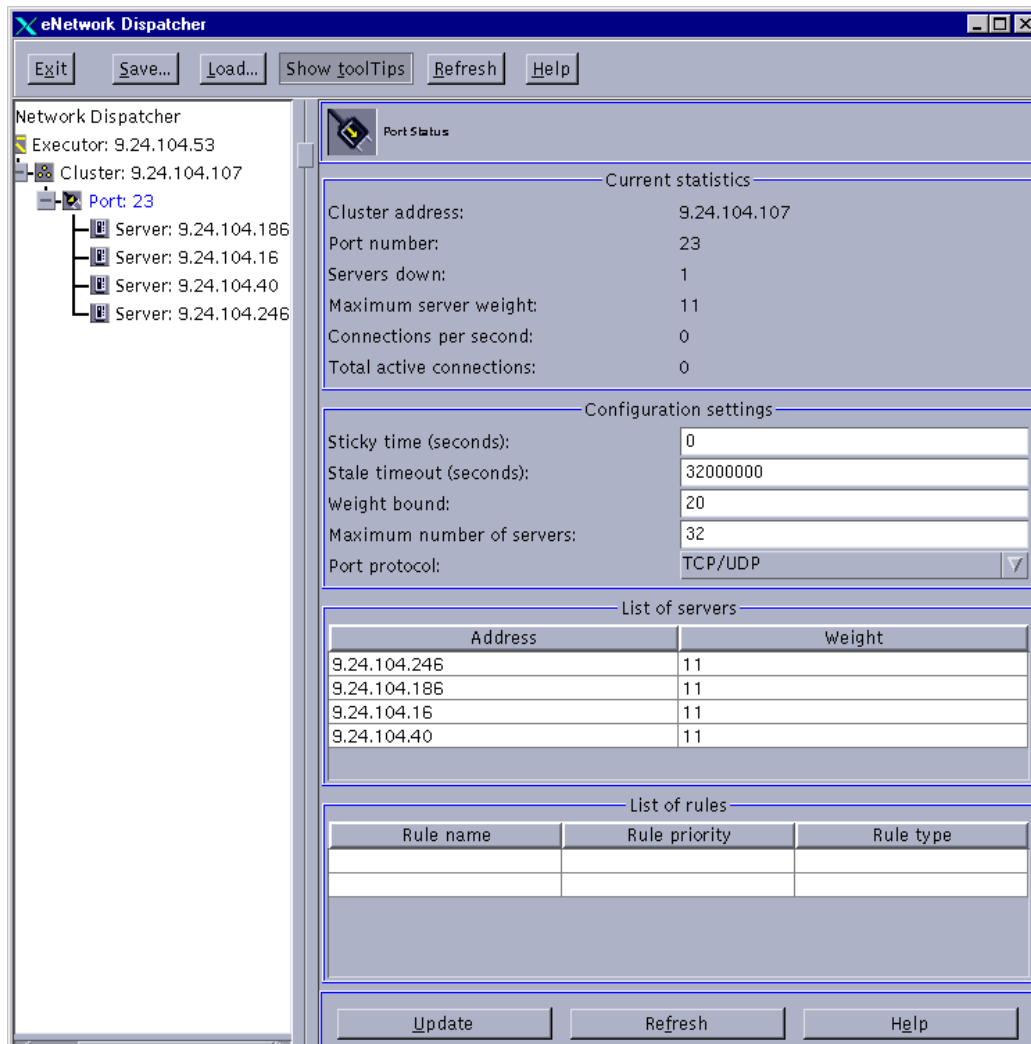 eNetwork Dispatcher
Exit Save... Load... Show toolTips Refresh Help
Network Dispatcher
Executor: 9.24.104.53
Cluster: 9.24.104.107
Port: 23
Server: 9.24.104.186
Server: 9.24.104.16
Server: 9.24.104.40
Server: 9.24.104.246
Port Status
Current statistics
Cluster address: 9.24.104.107
Port number: 23
Servers down: 1
Maximum server weight: 11
Connections per second: 0
Total active connections: 0
Configuration settings
Sticky time (seconds): 0
Stale timeout (seconds): 32000000
Weight bound: 20
Maximum number of servers: 32
Port protocol: TCP/UDP
List of servers
Address Weight
9.24.104.246 11
9.24.104.186 11
9.24.104.16 11
9.24.104.40 11
List of rules
Rule name Rule priority Rule type
Update Refresh Help